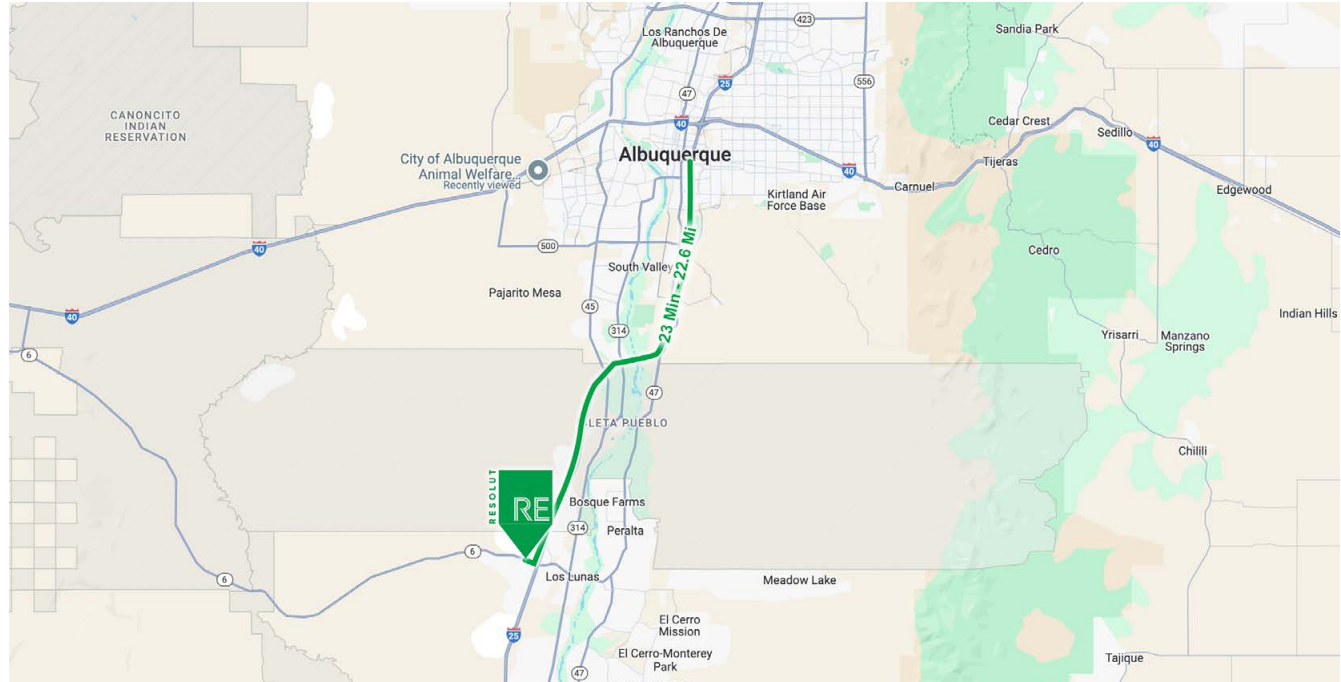 423
Los Ranchos De
Albuquerque
Sandia Park
25
47
556
CANONCITO
INDIAN
RESERVATION
40
Cedar Crest
Sedillo
40
City of Albuquerque
Animal Welfare...
Recently viewed
Albuquerque
Tijeras
40
Carnuel
Edgewood
Kirtland Air
Force Base
500
40
Cedro
South Valley
23 Min - 22.6 Mi
Pajarito Mesa
45
40
314
Indian Hills
Yrisarri
Manzano
Springs
6
47
LETA PUEBLO
Chilili
RESOLUT
RE
Bosque Farms
314
Peralta
6
6
Los Lunas
Meadow Lake
25
El Cerro
Mission
El Cerro-Monterey
Park
Tajique
47